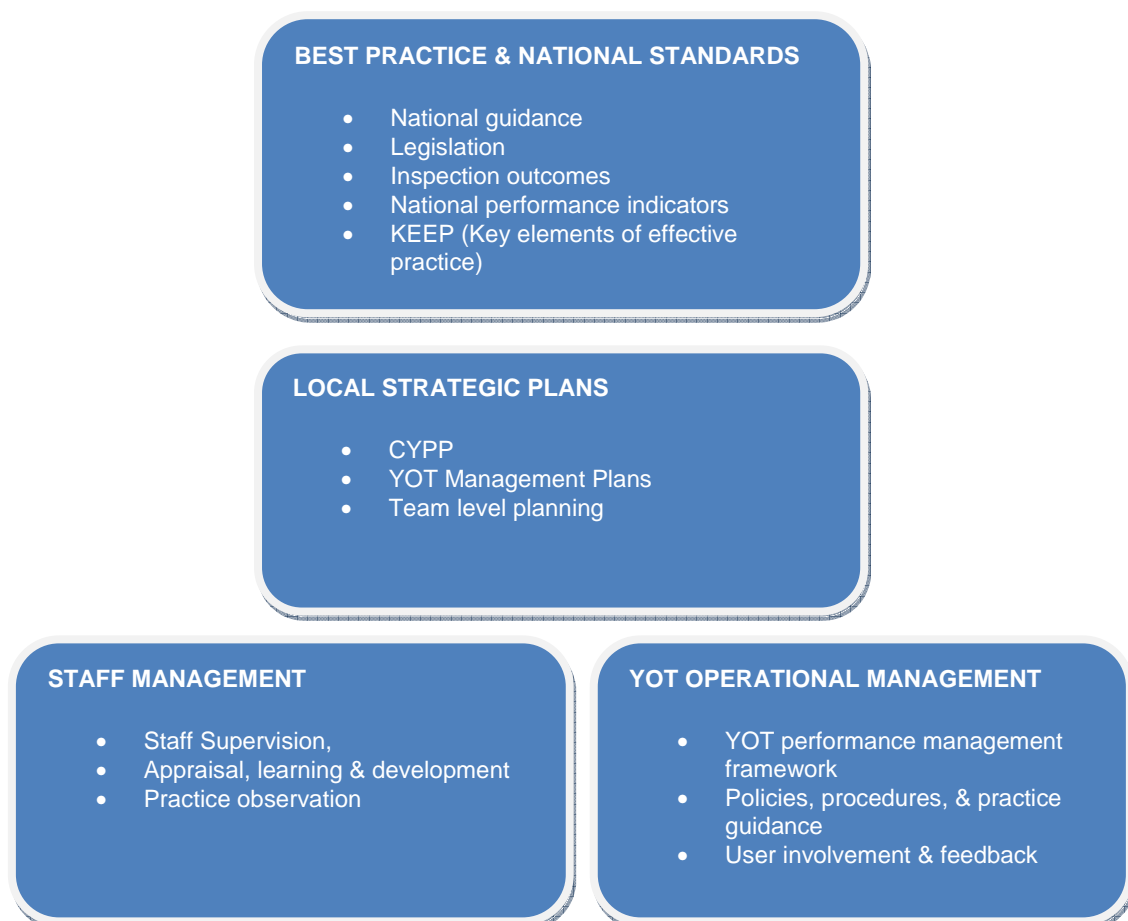 BEST PRACTICE & NATIONAL STANDARDS
• National guidance
• Legislation
• Inspection outcomes
• National performance indicators
• KEEP (Key elements of effective
practice)
LOCAL STRATEGIC PLANS
• CYPP
• YOT Management Plans
• Team level planning
STAFF MANAGEMENT
• Staff Supervision,
• Appraisal, learning & development
• Practice observation
YOT OPERATIONAL MANAGEMENT
• YOT performance management
framework
• Policies, procedures, & practice
guidance
• User involvement & feedback